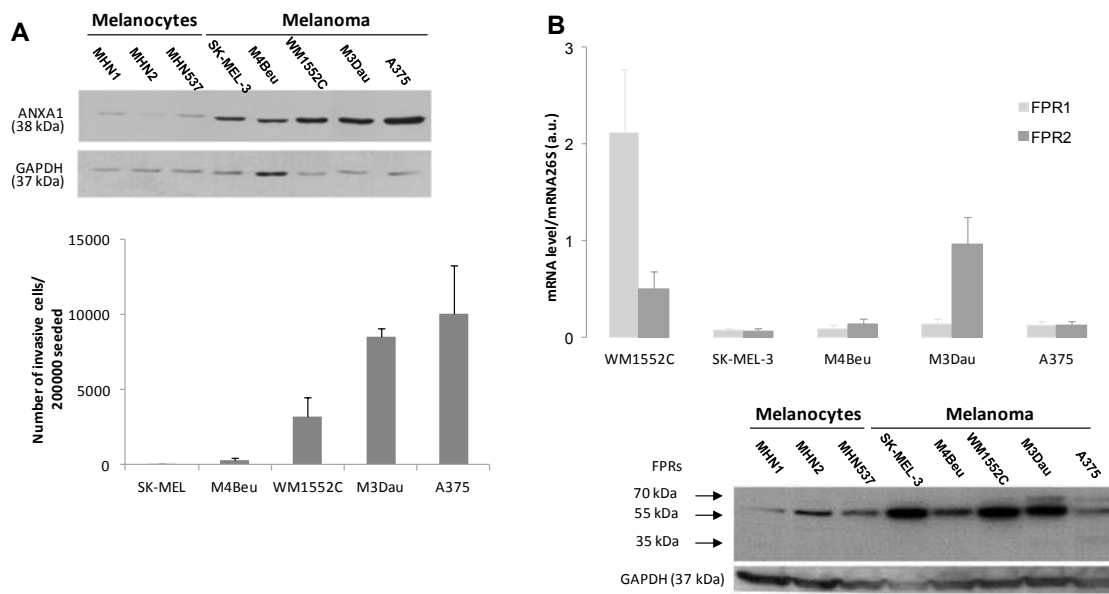 A
Melanocytes Melanoma
MHN1 MHN2 MHN537 SK-MEL-3 M4Beu WM1552C M3Dau A375
ANXA1
(38 kDa)
GAPDH
(37 kDa)
Number of invasive cells/
200000 seeded
15000
10000
5000
0
SK-MEL M4Beu WM1552C M3Dau A375
B
mRNA level/mRNA26S (a.u.)
3
2
1
0
FPR1
FPR2
WM1552C SK-MEL-3 M4Beu M3Dau A375
Melanocytes Melanoma
MHN1 MHN2 MHN537 SK-MEL-3 M4Beu WM1552C M3Dau A375
FPRs
70 kDa
55 kDa
35 kDa
GAPDH (37 kDa)